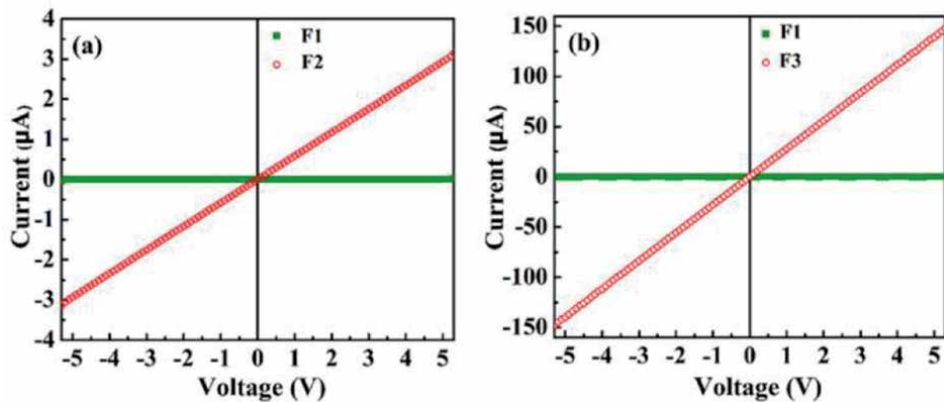 (a)
F1
F2
4
3
2
1
0
-1
-2
-3
-4
Current (µA)
-5 -4 -3 -2 -1 0 1 2 3 4 5
Voltage (V)
(b)
F1
F3
150
100
50
0
-50
-100
-150
Current (µA)
-5 -4 -3 -2 -1 0 1 2 3 4 5
Voltage (V)